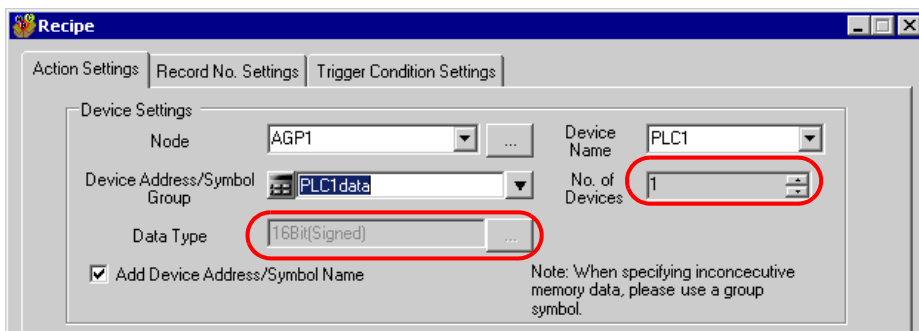 Recipe
Action Settings Record No. Settings Trigger Condition Settings
Device Settings
Node AGP1 ... Device Name PLC1
Device Address/Symbol Group PLC1data No. of Devices 1
Data Type 16Bit(Signed) ...
Add Device Address/Symbol Name
Note: When specifying inconcecutive
memory data, please use a group
symbol.